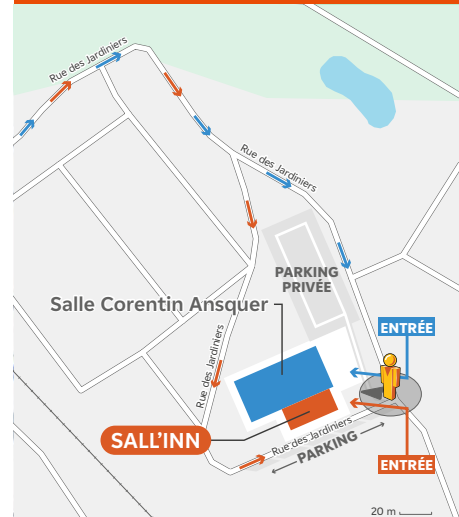 Rue des Jardiniers
Rue des Jardiniers
PARKING
PRIVÉE
Salle Corentin Ansquer
ENTRÉE
Rue des Jardiniers
SALL'INN
Rue des Jardiniers
PARKING
ENTRÉE
20 m